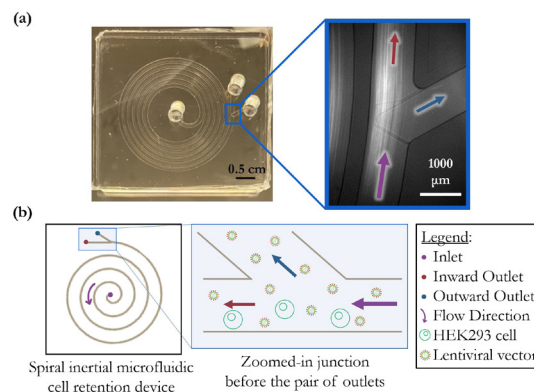 (a)
0.5 cm
1000
μm
(b)
Spiral inertial microfluidic
cell retention device
Zoomed-in junction
before the pair of outlets
Legend:
Inlet
Inward Outlet
Outward Outlet
Flow Direction
HEK293 cell
Lentiviral vector